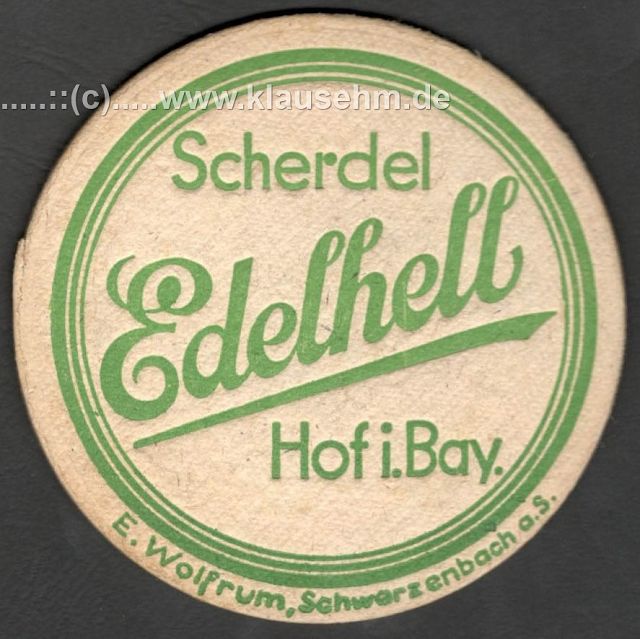 .....::(c).....www.klausehm.de
Scherdel
Edelhell
Hof i. Bay.
E. Wolfrum, Schwarzenbach a. S.